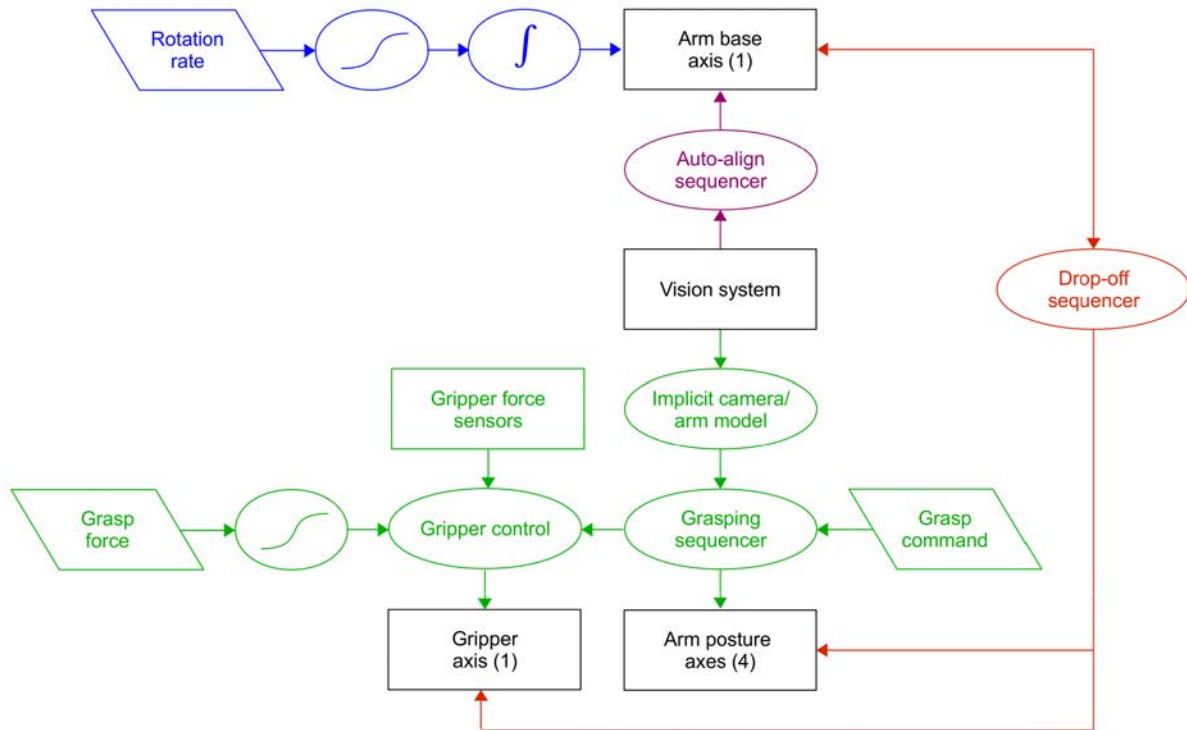 Rotation
rate
∫
Arm base
axis (1)
Auto-align
sequencer
Vision system
Drop-off
sequencer
Gripper force
sensors
Implicit camera/
arm model
Grasp
force
Gripper control
Grasping
sequencer
Grasp
command
Gripper
axis (1)
Arm posture
axes (4)